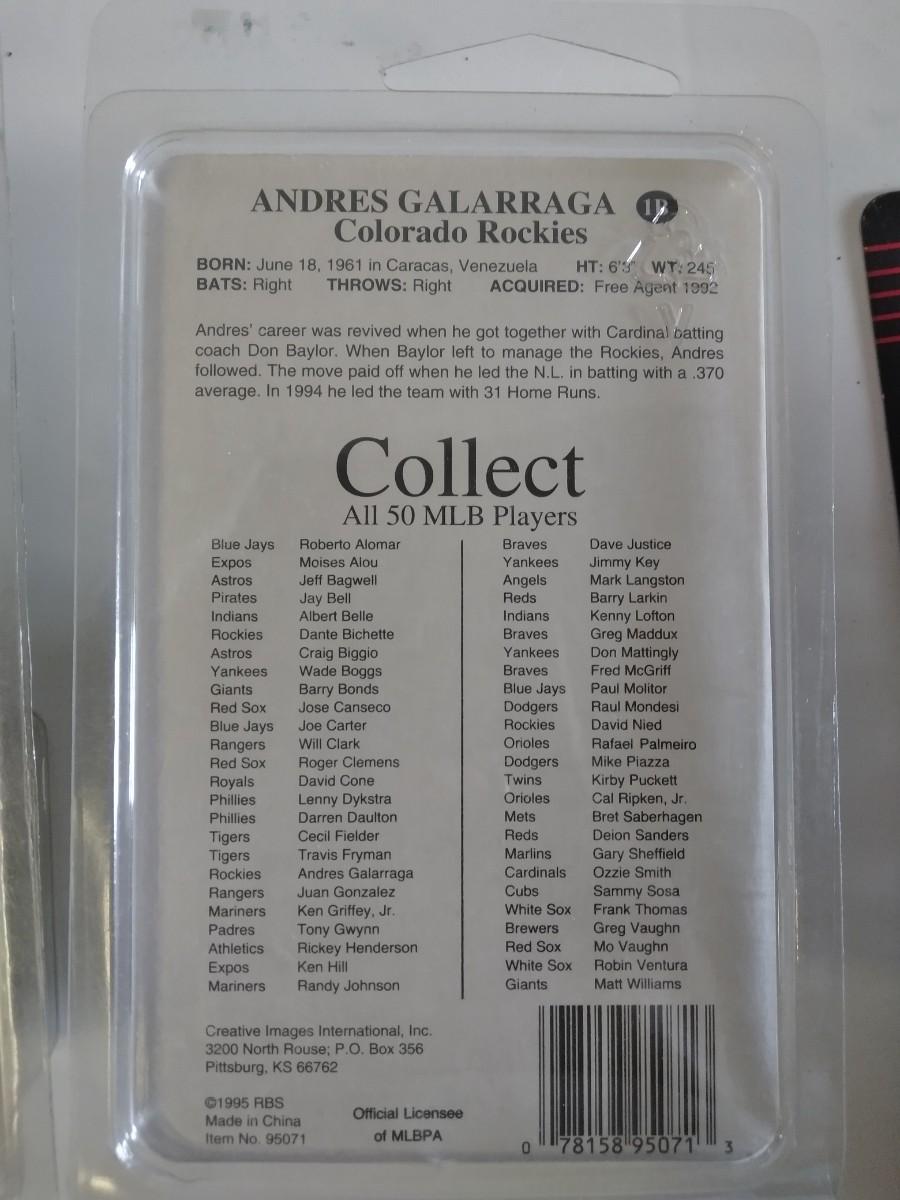 ANDRES GALARRAGA 1B
Colorado Rockies
BORN: June 18, 1961 in Caracas, Venezuela HT: 6'3" WT: 245
BATS: Right THROWS: Right ACQUIRED: Free Agent 1992
Andres' career was revived when he got together with Cardinal batting
coach Don Baylor. When Baylor left to manage the Rockies, Andres
followed. The move paid off when he led the N.L. in batting with a .370
average. In 1994 he led the team with 31 Home Runs.
Collect
All 50 MLB Players
Blue Jays Roberto Alomar
Expos Moises Alou
Astros Jeff Bagwell
Pirates Jay Bell
Indians Albert Belle
Rockies Dante Bichette
Astros Craig Biggio
Yankees Wade Boggs
Giants Barry Bonds
Red Sox Jose Canseco
Blue Jays Joe Carter
Rangers Will Clark
Red Sox Roger Clemens
Royals David Cone
Phillies Lenny Dykstra
Phillies Darren Daulton
Tigers Cecil Fielder
Tigers Travis Fryman
Rockies Andres Galarraga
Rangers Juan Gonzalez
Mariners Ken Griffey, Jr.
Padres Tony Gwynn
Athletics Rickey Henderson
Expos Ken Hill
Mariners Randy Johnson
Braves Dave Justice
Yankees Jimmy Key
Angels Mark Langston
Reds Barry Larkin
Indians Kenny Lofton
Braves Greg Maddux
Yankees Don Mattingly
Braves Fred McGriff
Blue Jays Paul Molitor
Dodgers Raul Mondesi
Rockies David Nied
Orioles Rafael Palmeiro
Dodgers Mike Piazza
Twins Kirby Puckett
Orioles Cal Ripken, Jr.
Mets Bret Saberhagen
Reds Deion Sanders
Marlins Gary Sheffield
Cardinals Ozzie Smith
Cubs Sammy Sosa
White Sox Frank Thomas
Brewers Greg Vaughn
Red Sox Mo Vaughn
White Sox Robin Ventura
Giants Matt Williams
Creative Images International, Inc.
3200 North Rouse; P.O. Box 356
Pittsburg, KS 66762
©1995 RBS
Made in China
Item No. 95071
Official Licensee
of MLBPA
0 78158 95071 3